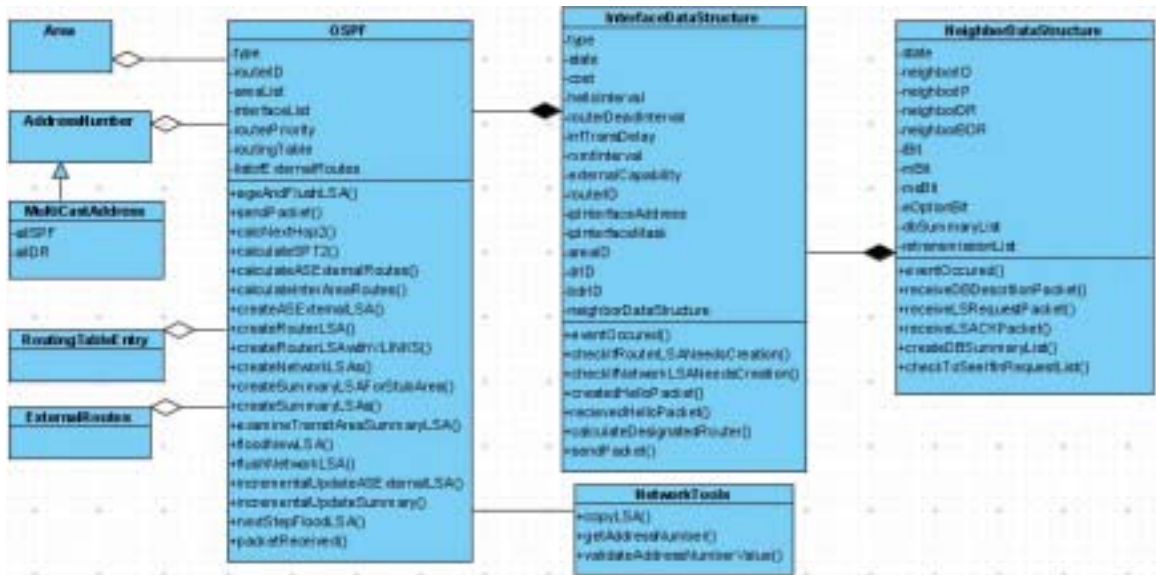 Area
AddressNumber
MultiCastAddress
-allSPF
-allDR
RoutingTableEntry
ExternalRoutes
OSPF
-type
-routerID
-areaList
-interfaceList
-routerPriority
-routingTable
-listofExternalRoutes
+ageAndFlushLSA()
+sendPacket()
+calcNextHop2()
+calculateSPT2()
+calculateASExternalRoutes()
+calculateInterAreaRoutes()
+createASExternalLSA()
+createRouterLSA()
+createNetworkLSAs()
+createSummaryLSAForStubArea()
+createSummaryLSAs()
+examineTransitAreaSummaryLSA()
+floodNewLSA()
+flushNetworkLSA()
+incrementalUpdateASExternalLSA()
+incrementalUpdateSummary()
+nextStepFloodLSA()
+packetReceived()
InterfaceDataStructure
-type
-state
-cost
-helloInterval
-routerDeadInterval
-infTransDelay
-rxmtInterval
-externalCapability
-routerID
-ipInterfaceAddress
-ipInterfaceMask
-areaID
-drID
-bdrID
-neighborDataStructure
+eventOccured()
+checkIfRouterLSANeedsCreation()
+checkIfNetworkLSANeedsCreation()
+createdHelloPacket()
+recievedHelloPacket()
+calculateDesignatedRouter()
+sendPacket()
NetworkTools
+copyLSA()
+getAddressNumber()
+validateAddressNumberValue()
NeighborDataStructure
-state
-neighborID
-neighborIP
-neighborDR
-neighborBDR
-iBit
-mBit
-msBit
-eOptionBit
-dbSummaryList
-retransmissionList
+eventOccured()
+receiveDBDescritionPacket()
+receiveLSRequestPacket()
+receiveLSACKPacket()
+createDBSummaryList()
+checkToSeeIfInRequestList()